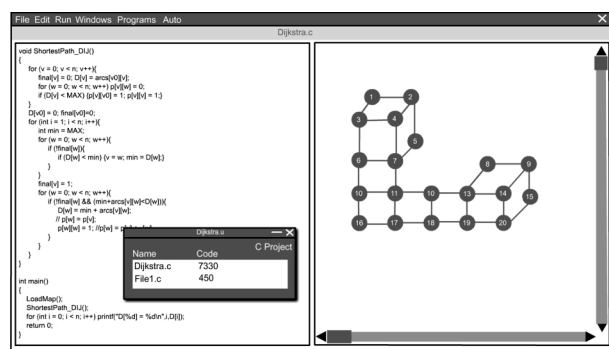 File Edit Run Windows Programs Auto
Dijkstra.c
void ShortestPath_DIJ()
{
for (v = 0; v < n; v++){
final[v] = 0; D[v] = arcs[v0][v];
for (w = 0; w < n; w++) p[v][w] = 0;
if (D[v] < MAX) {p[v][v0] = 1; p[v][v] = 1;}
}
D[v0] = 0; final[v0]=0;
for (int i = 1; i < n; i++){
int min = MAX;
for (w = 0; w < n; w++){
if (!final[w]){
if (D[w] < min) {v = w; min = D[w];}
}
}
final[v] = 1;
for (w = 0; w < n; w++){
if (!final[w] && (min+arcs[v][w]<D[w])){
D[w] = min + arcs[v][w];
// p[w] = p[v];
p[w][w] = 1; //p[w] =
}
}
}
}
int main()
{
LoadMap();
ShortestPath_DIJ();
for (int i = 0; i < n; i++) printf("D[%d] = %d\n",i,D[i]);
return 0;
}
Dijkstra.u
C Project
Name Code
Dijkstra.c 7330
File1.c 450
1 2
3 4
5
6 7 8 9
10 11 10 13 14 15
16 17 18 19 20